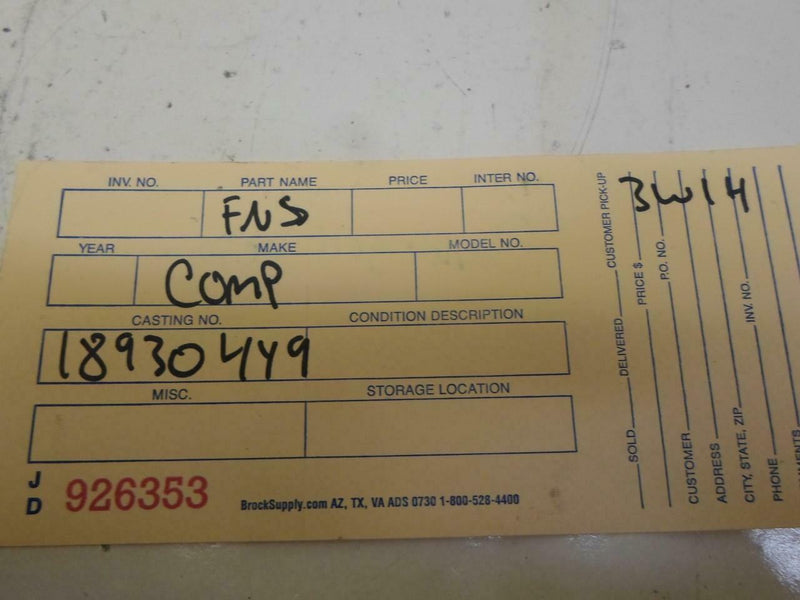 INV. NO. PART NAME PRICE INTER NO.
FNS
YEAR MAKE MODEL NO.
COMP
CASTING NO. CONDITION DESCRIPTION
18930449
MISC. STORAGE LOCATION
J
D
926353
BrockSupply.com AZ, TX, VA ADS 0730 1-800-528-4400
3W14
SOLD DELIVERED CUSTOMER PICK-UP
PRICE $
P.O. NO.
CUSTOMER
ADDRESS
CITY, STATE, ZIP INV. NO.
PHONE